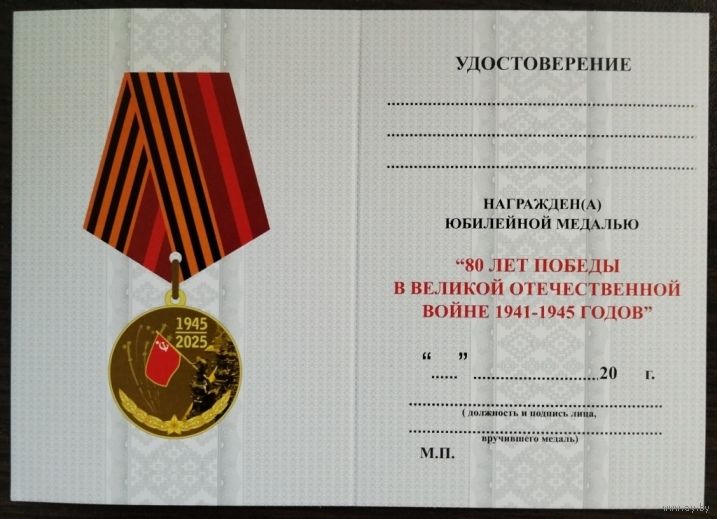 УДОСТОВЕРЕНИЕ
НАГРАЖДЕН(А)
ЮБИЛЕЙНОЙ МЕДАЛЬЮ
“80 ЛЕТ ПОБЕДЫ
В ВЕЛИКОЙ ОТЕЧЕСТВЕННОЙ
ВОЙНЕ 1941-1945 ГОДОВ”
“......” ..............................20 г.
( должность и подпись лица,
вручившего медаль)
М.П.
1945
2025